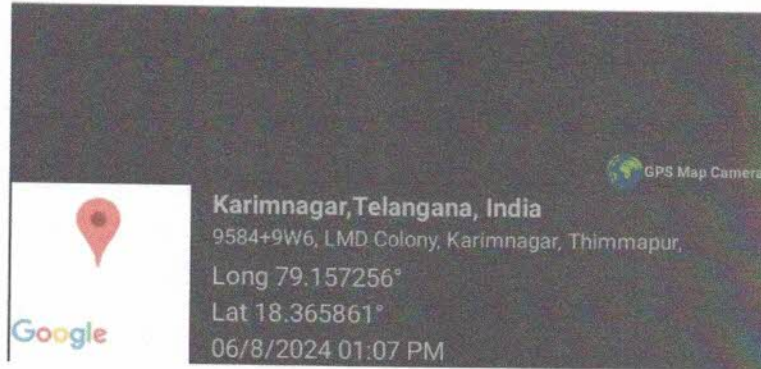 GPS Map Camera
Karimnagar,Telangana, India
9584+9W6, LMD Colony, Karimnagar, Thimmapur,
Long 79.157256°
Lat 18.365861°
06/8/2024 01:07 PM
Google